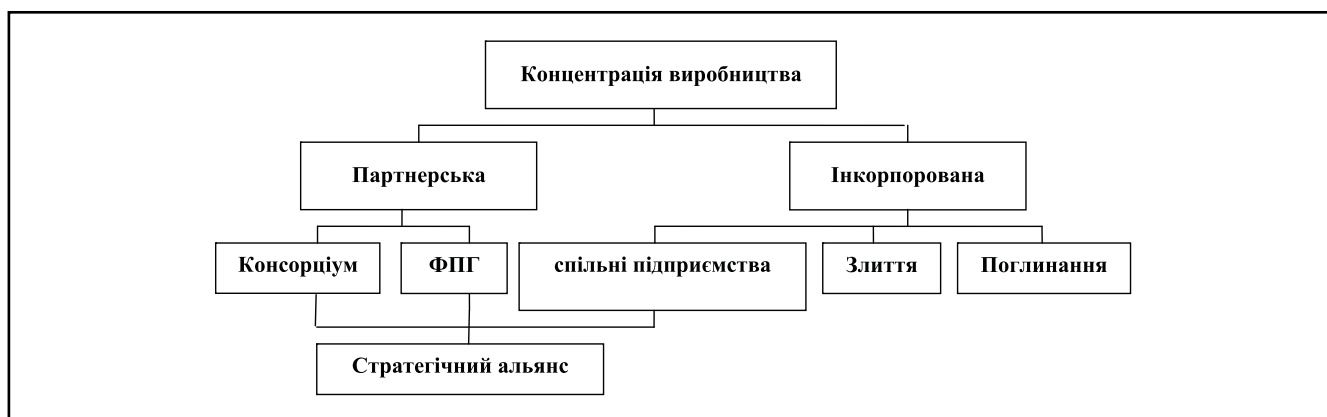 Концентрація виробництва
Партнерська
Інкорпорована
Консорціум
ФПГ
спільні підприємства
Злиття
Поглинання
Стратегічний альянс